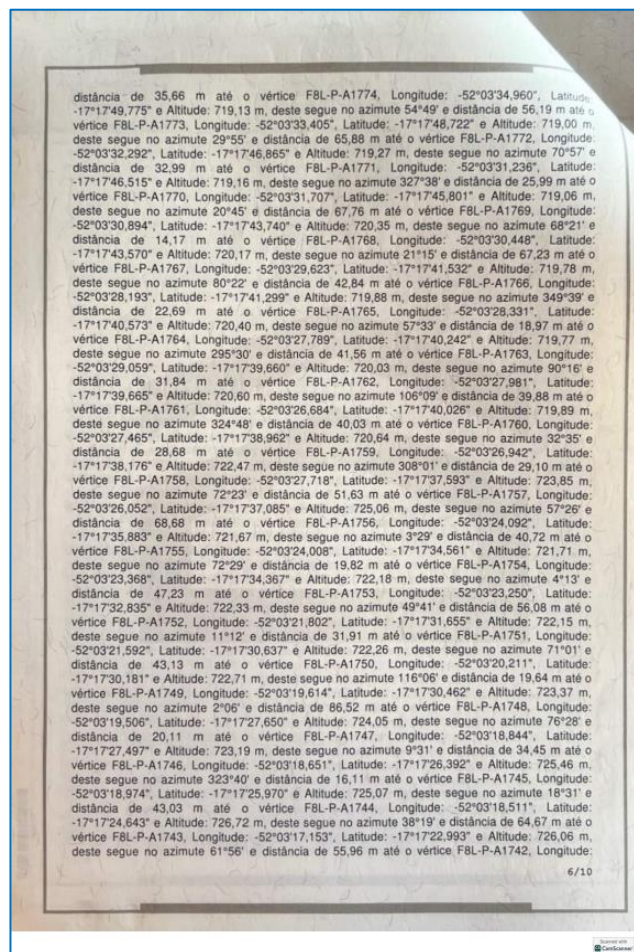 distância de 35,66 m até o vértice F8L-P-A1774, Longitude: -52°03'34,960", Latitude:
-17°17'49,775" e Altitude: 719,13 m, deste segue no azimute 54°49' e distância de 56,19 m até o
vértice F8L-P-A1773, Longitude: -52°03'33,405", Latitude: -17°17'48,722" e Altitude: 719,00 m,
deste segue no azimute 29°55' e distância de 65,88 m até o vértice F8L-P-A1772, Longitude:
-52°03'32,292", Latitude: -17°17'46,865" e Altitude: 719,27 m, deste segue no azimute 70°57' e
distância de 32,99 m até o vértice F8L-P-A1771, Longitude: -52°03'31,236", Latitude:
-17°17'46,515" e Altitude: 719,16 m, deste segue no azimute 327°38' e distância de 25,99 m até o
vértice F8L-P-A1770, Longitude: -52°03'31,707", Latitude: -17°17'45,801" e Altitude: 719,06 m,
deste segue no azimute 20°45' e distância de 67,76 m até o vértice F8L-P-A1769, Longitude:
-52°03'30,894", Latitude: -17°17'43,740" e Altitude: 720,35 m, deste segue no azimute 68°21' e
distância de 14,17 m até o vértice F8L-P-A1768, Longitude: -52°03'30,448", Latitude:
-17°17'43,570" e Altitude: 720,17 m, deste segue no azimute 21°15' e distância de 67,23 m até o
vértice F8L-P-A1767, Longitude: -52°03'29,623", Latitude: -17°17'41,532" e Altitude: 719,78 m,
deste segue no azimute 80°22' e distância de 42,84 m até o vértice F8L-P-A1766, Longitude:
-52°03'28,193", Latitude: -17°17'41,299" e Altitude: 719,88 m, deste segue no azimute 349°39' e
distância de 22,69 m até o vértice F8L-P-A1765, Longitude: -52°03'28,331", Latitude:
-17°17'40,573" e Altitude: 720,40 m, deste segue no azimute 57°33' e distância de 18,97 m até o
vértice F8L-P-A1764, Longitude: -52°03'27,789", Latitude: -17°17'40,242" e Altitude: 719,77 m,
deste segue no azimute 295°30' e distância de 41,56 m até o vértice F8L-P-A1763, Longitude:
-52°03'29,059", Latitude: -17°17'39,660" e Altitude: 720,03 m, deste segue no azimute 90°16' e
distância de 31,84 m até o vértice F8L-P-A1762, Longitude: -52°03'27,981", Latitude:
-17°17'39,665" e Altitude: 720,60 m, deste segue no azimute 106°09' e distância de 39,88 m até o
vértice F8L-P-A1761, Longitude: -52°03'26,684", Latitude: -17°17'40,026" e Altitude: 719,89 m,
deste segue no azimute 324°48' e distância de 40,03 m até o vértice F8L-P-A1760, Longitude:
-52°03'27,465", Latitude: -17°17'38,962" e Altitude: 720,64 m, deste segue no azimute 32°35' e
distância de 28,68 m até o vértice F8L-P-A1759, Longitude: -52°03'26,942", Latitude:
-17°17'38,176" e Altitude: 722,47 m, deste segue no azimute 308°01' e distância de 29,10 m até o
vértice F8L-P-A1758, Longitude: -52°03'27,718", Latitude: -17°17'37,593" e Altitude: 723,85 m,
deste segue no azimute 72°23' e distância de 51,63 m até o vértice F8L-P-A1757, Longitude:
-52°03'26,052", Latitude: -17°17'37,085" e Altitude: 725,06 m, deste segue no azimute 57°26' e
distância de 68,68 m até o vértice F8L-P-A1756, Longitude: -52°03'24,092", Latitude:
-17°17'35,883" e Altitude: 721,67 m, deste segue no azimute 3°29' e distância de 40,72 m até o
vértice F8L-P-A1755, Longitude: -52°03'24,008", Latitude: -17°17'34,561" e Altitude: 721,71 m,
deste segue no azimute 72°29' e distância de 19,82 m até o vértice F8L-P-A1754, Longitude:
-52°03'23,368", Latitude: -17°17'34,367" e Altitude: 722,18 m, deste segue no azimute 4°13' e
distância de 47,23 m até o vértice F8L-P-A1753, Longitude: -52°03'23,250", Latitude:
-17°17'32,835" e Altitude: 722,33 m, deste segue no azimute 49°41' e distância de 56,08 m até o
vértice F8L-P-A1752, Longitude: -52°03'21,802", Latitude: -17°17'31,655" e Altitude: 722,15 m,
deste segue no azimute 11°12' e distância de 31,91 m até o vértice F8L-P-A1751, Longitude:
-52°03'21,592", Latitude: -17°17'30,637" e Altitude: 722,26 m, deste segue no azimute 71°01' e
distância de 43,13 m até o vértice F8L-P-A1750, Longitude: -52°03'20,211", Latitude:
-17°17'30,181" e Altitude: 722,71 m, deste segue no azimute 116°06' e distância de 19,64 m até o
vértice F8L-P-A1749, Longitude: -52°03'19,614", Latitude: -17°17'30,462" e Altitude: 723,37 m,
deste segue no azimute 2°06' e distância de 86,52 m até o vértice F8L-P-A1748, Longitude:
-52°03'19,506", Latitude: -17°17'27,650" e Altitude: 724,05 m, deste segue no azimute 76°28' e
distância de 20,11 m até o vértice F8L-P-A1747, Longitude: -52°03'18,844", Latitude:
-17°17'27,497" e Altitude: 723,19 m, deste segue no azimute 9°31' e distância de 34,45 m até o
vértice F8L-P-A1746, Longitude: -52°03'18,651", Latitude: -17°17'26,392" e Altitude: 725,46 m,
deste segue no azimute 323°40' e distância de 16,11 m até o vértice F8L-P-A1745, Longitude:
-52°03'18,974", Latitude: -17°17'25,970" e Altitude: 725,07 m, deste segue no azimute 18°31' e
distância de 43,03 m até o vértice F8L-P-A1744, Longitude: -52°03'18,511", Latitude:
-17°17'24,643" e Altitude: 726,72 m, deste segue no azimute 38°19' e distância de 64,67 m até o
vértice F8L-P-A1743, Longitude: -52°03'17,153", Latitude: -17°17'22,993" e Altitude: 726,06 m,
deste segue no azimute 61°56' e distância de 55,96 m até o vértice F8L-P-A1742, Longitude:
6/10
Scanned with
CamScanner